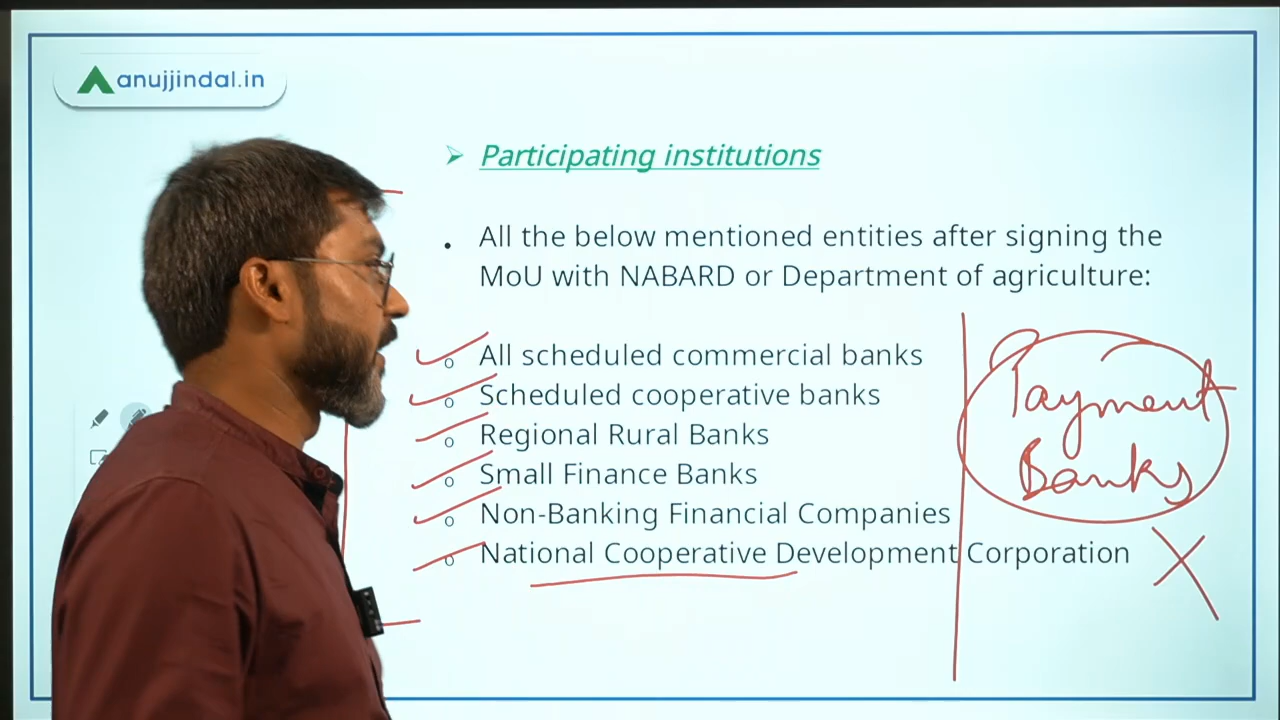 anujjindal.in
Participating institutions
All the below mentioned entities after signing the
MoU with NABARD or Department of agriculture:
All scheduled commercial banks
Scheduled cooperative banks
Regional Rural Banks
Small Finance Banks
Non-Banking Financial Companies
National Cooperative Development Corporation
Payment
Banks